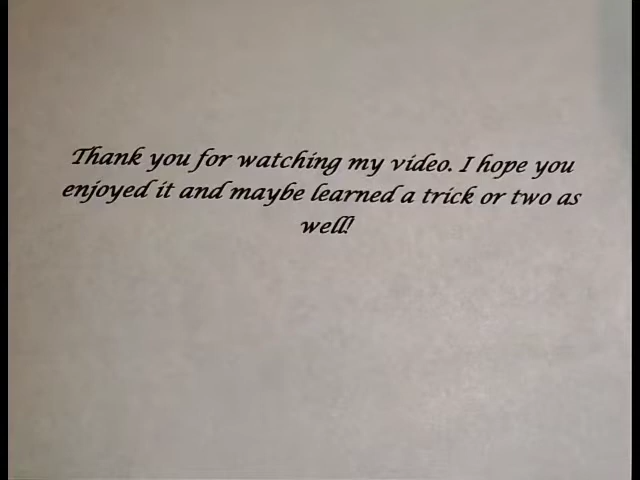 Thank you for watching my video. I hope you
enjoyed it and maybe learned a trick or two as
well!